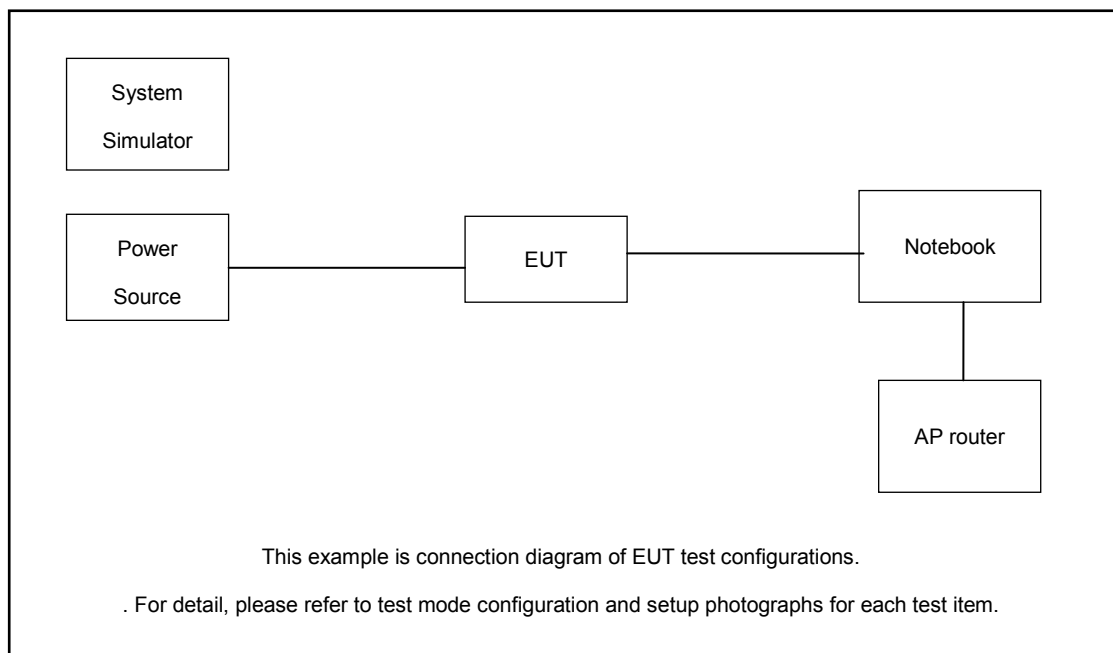 System
Simulator
Power
Source
EUT
Notebook
AP router
This example is connection diagram of EUT test configurations.
. For detail, please refer to test mode configuration and setup photographs for each test item.